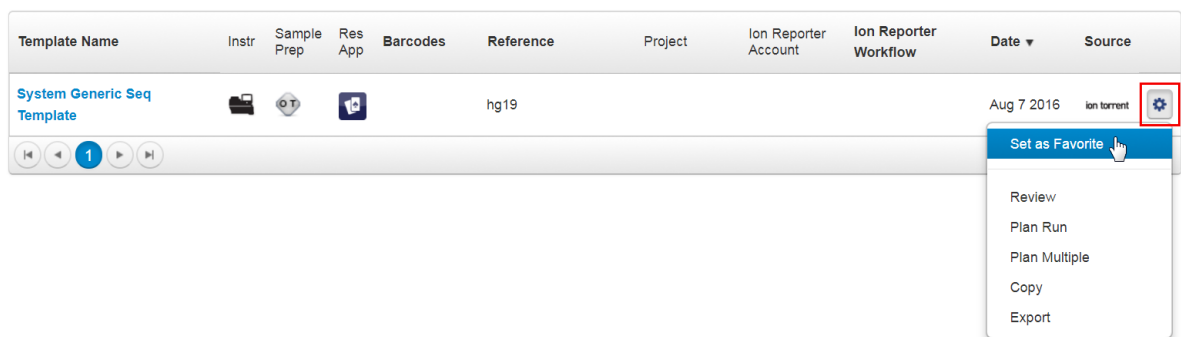 Template Name Instr Sample Prep Res App Barcodes Reference Project Ion Reporter Account Ion Reporter Workflow Date ▼ Source
System Generic Seq Template OT hg19 Aug 7 2016 ion torrent
1
Set as Favorite
Review
Plan Run
Plan Multiple
Copy
Export